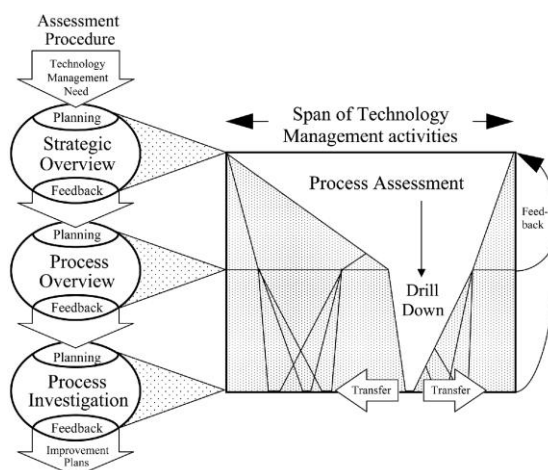 Assessment
Procedure
Technology
Management
Need
Planning
Strategic
Overview
Feedback
Planning
Process
Overview
Feedback
Planning
Process
Investigation
Feedback
Improvement
Plans
Span of Technology
Management activities
Process Assessment
Drill
Down
Transfer
Transfer
Feed-
back